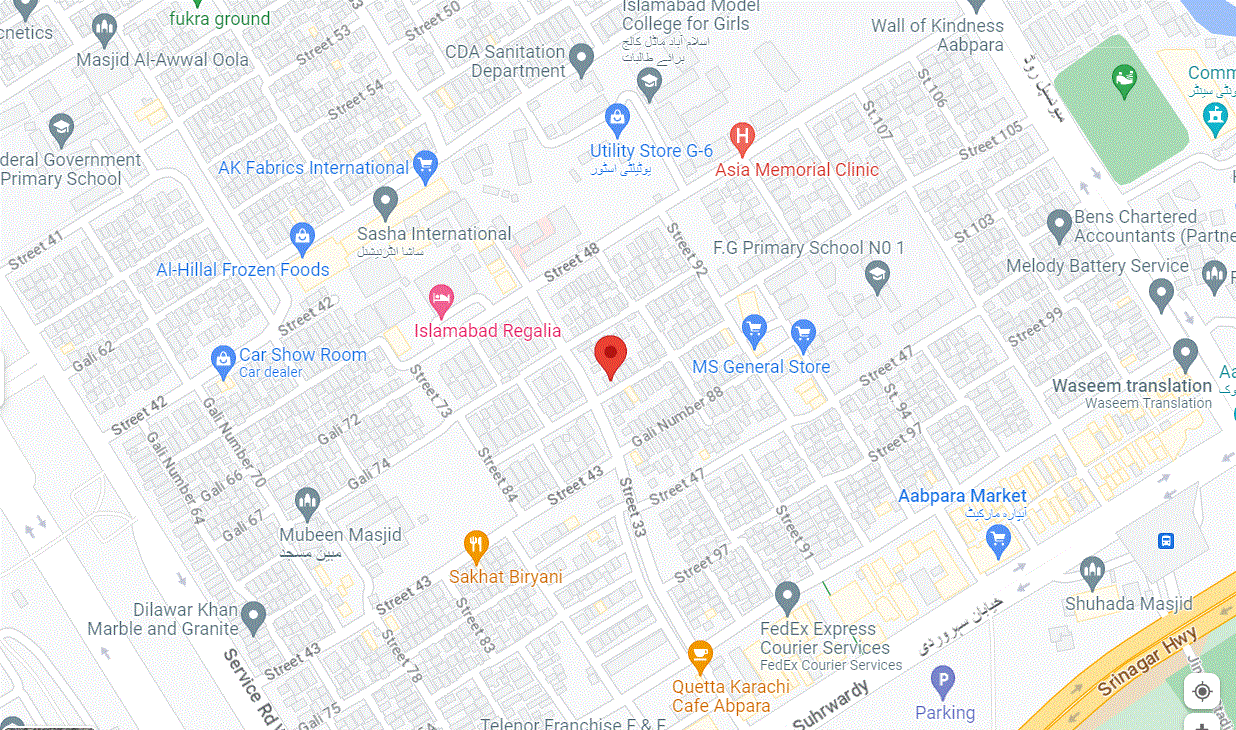 fukra ground
cnetics
Masjid Al-Awwal Oola
Street 53
Street 50
Street 54
CDA Sanitation
Department
Islamabad Model
College for Girls
اسلام آباد ماڈل کالج
برائے طالبات
Wall of Kindness
Aabpara
میونسپل روڈ
Comm
ونٹی سینٹر
deral Government
Primary School
AK Fabrics International
Utility Store G-6
یوٹیلٹی اسٹور
Asia Memorial Clinic
St.106
St.107
Street 105
Sasha International
ساشا انٹرنیشنل
Street 41
Al-Hillal Frozen Foods
Street 48
Street 92
F.G Primary School N0 1
St.103
Bens Chartered
Accountants (Partne
Melody Battery Service
Street 42
Islamabad Regalia
Gali 62
Car Show Room
Car dealer
MS General Store
Street 99
Street 47
Waseem translation
Waseem Translation
Aa
Street 42
Street 73
Gali Number 70
Gali 72
Gali Number 88
St. 94
Street 97
Gali Number 64
Gali 66
Gali 74
Street 84
Street 43
Street 47
Gali 67
Street 33
Aabpara Market
آبپارہ مارکیٹ
Street 91
Mubeen Masjid
مبین مسجد
Sakhat Biryani
Street 97
Street 43
Shuhada Masjid
خیابان سہروردی
Dilawar Khan
Marble and Granite
Street 83
FedEx Express
Courier Services
FedEx Courier Services
Street 43
Service Rd
Street 78
Quetta Karachi
Cafe Abpara
Srinagar Hwy
Suhrwardy
P
Parking
Gali 75
Telenor Franchise F & F